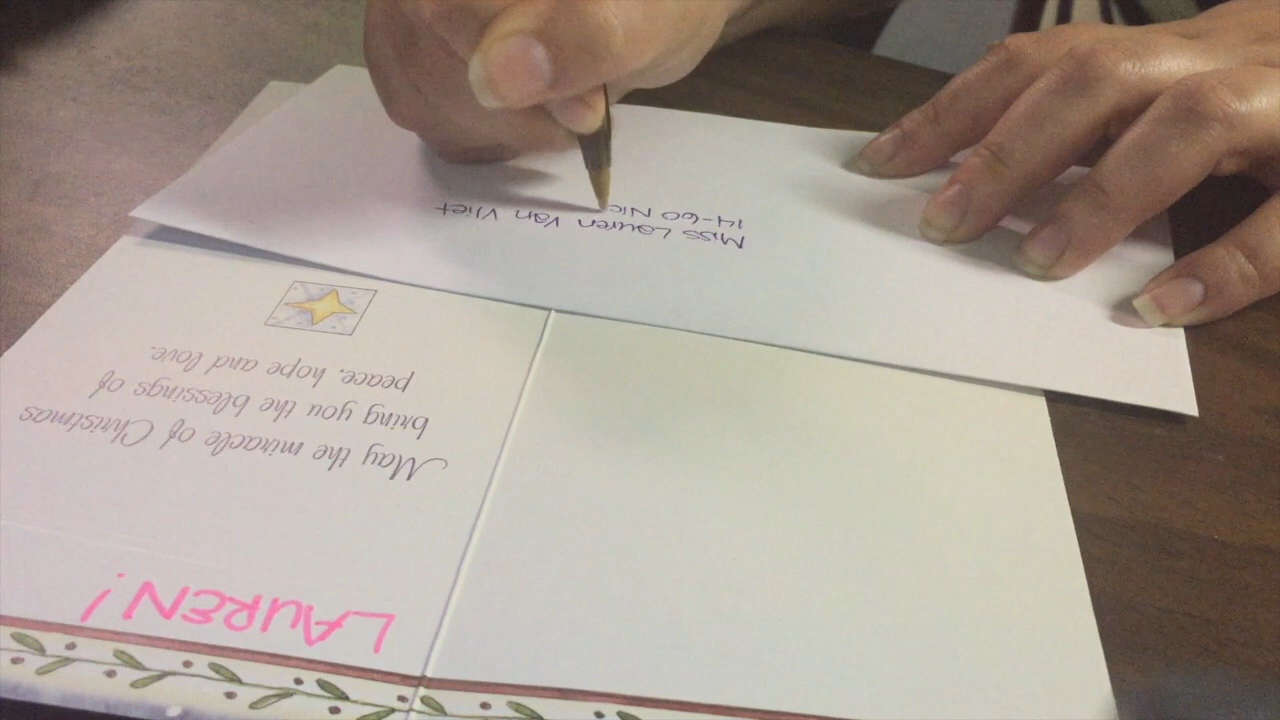 LAUREN!
May the miracle of Christmas
bring you the blessings of
peace, hope and love.
Miss Lauren Van Vliet
14-60 Nic